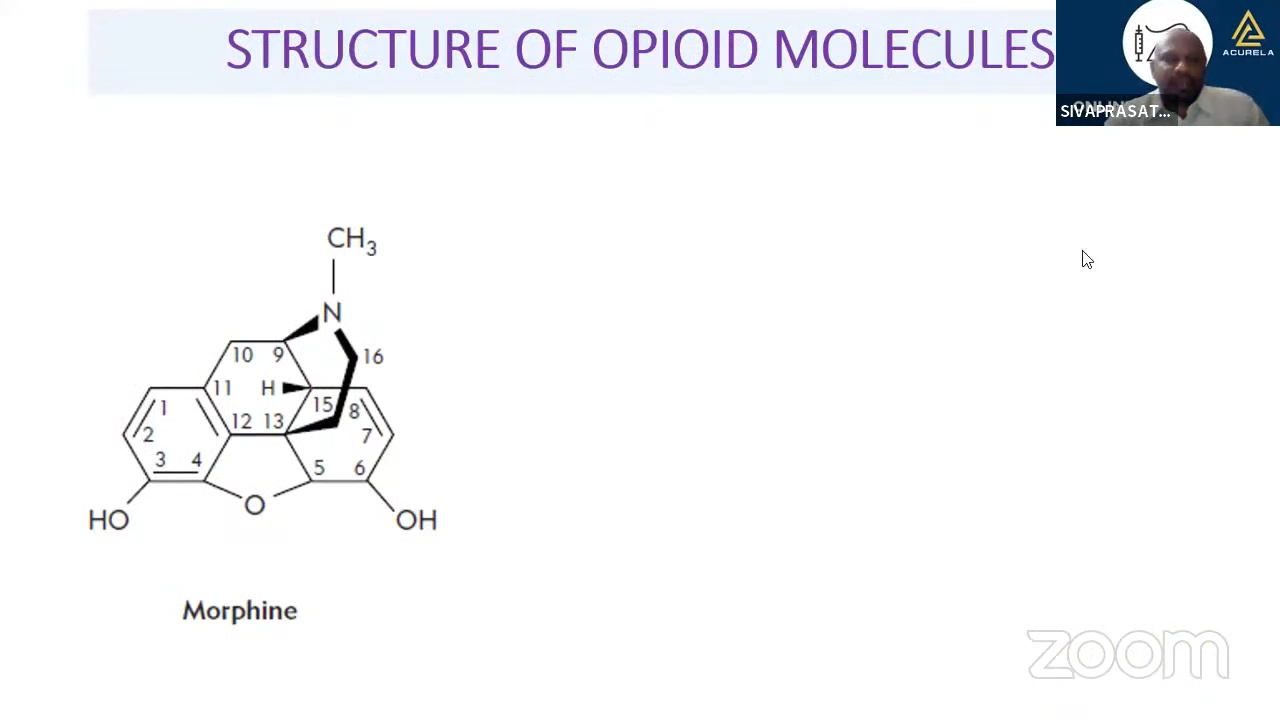 STRUCTURE OF OPIOID MOLECULES
ACURELA
SIVAPRASAT...
CH3
N
10 9 16
11 H
1 15 8
2 12 13 7
3 4 5 6
HO O OH
Morphine
zoom